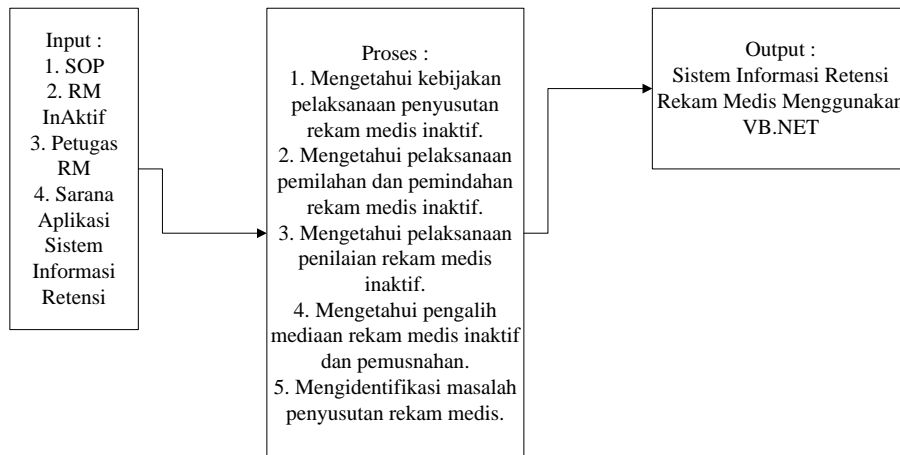 Input :
1. SOP
2. RM
InAktif
3. Petugas
RM
4. Sarana
Aplikasi
Sistem
Informasi
Retensi
Proses :
1. Mengetahui kebijakan
pelaksanaan penyusutan
rekam medis inaktif.
2. Mengetahui pelaksanaan
pemilahan dan pemindahan
rekam medis inaktif.
3. Mengetahui pelaksanaan
penilaian rekam medis
inaktif.
4. Mengetahui pengalih
mediaan rekam medis inaktif
dan pemusnahan.
5. Mengidentifikasi masalah
penyusutan rekam medis.
Output :
Sistem Informasi Retensi
Rekam Medis Menggunakan
VB.NET